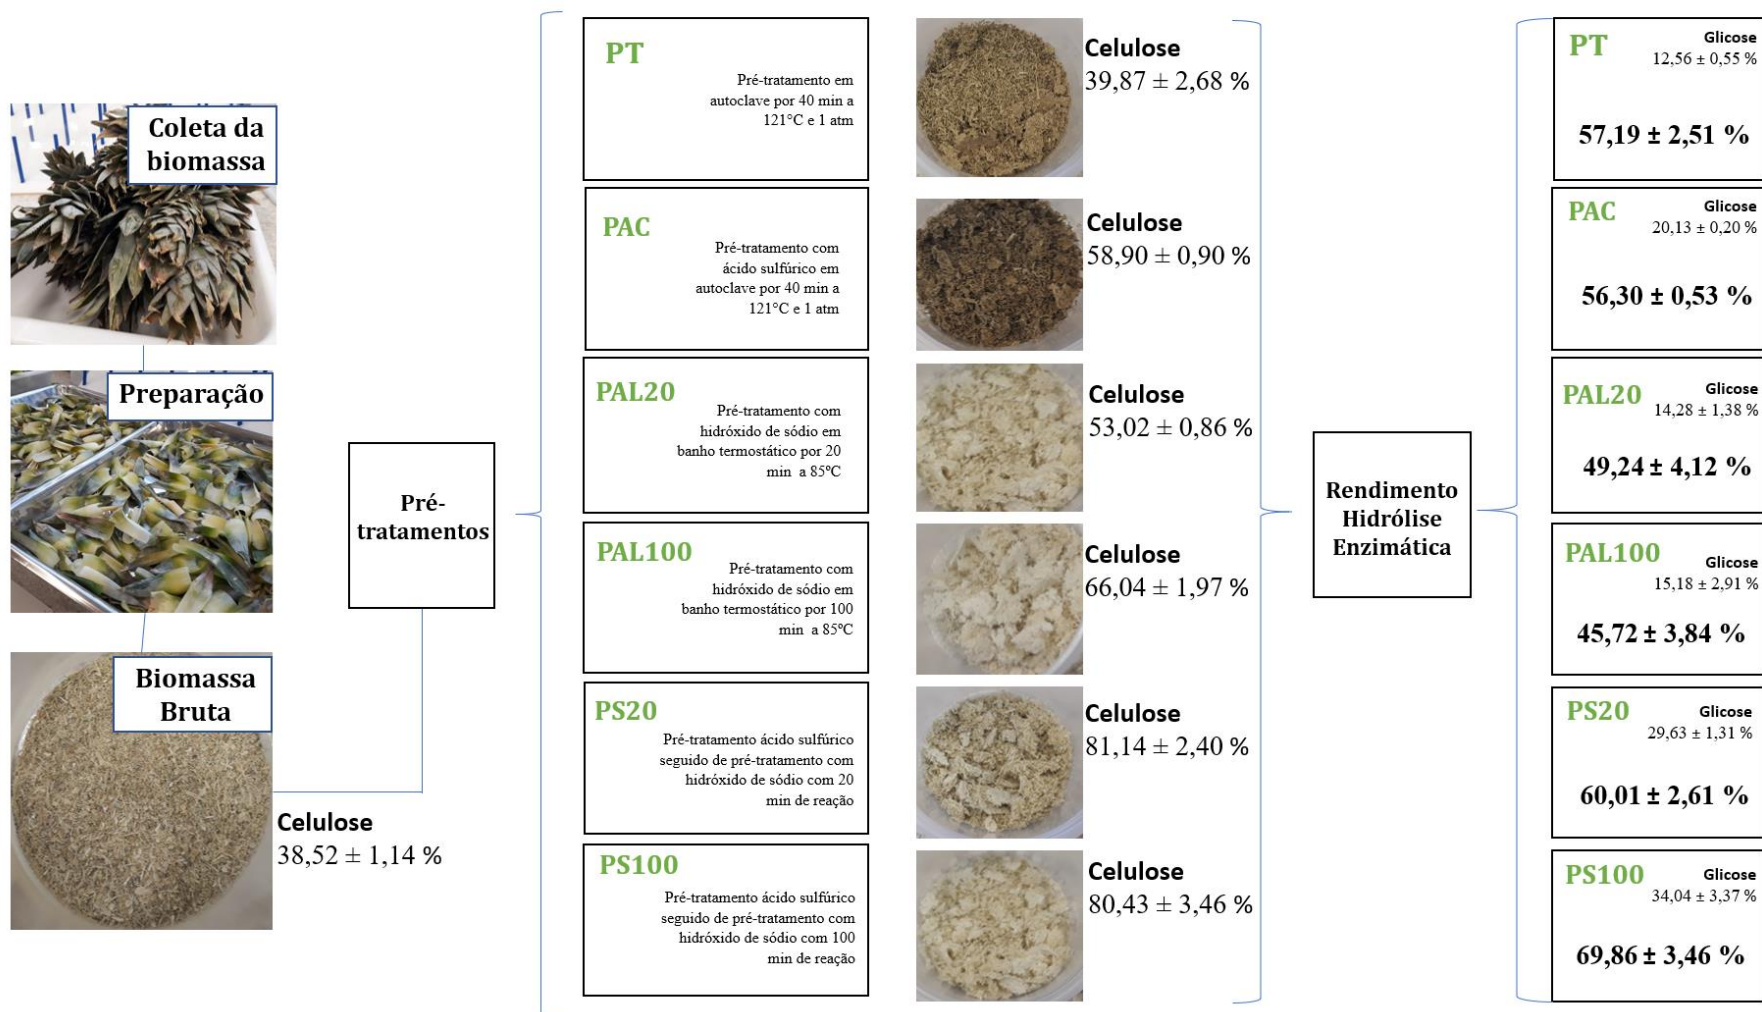 Coleta da
biomassa
Preparação
Biomassa
Bruta
Celulose
38,52 ± 1,14 %
Pré-
tratamentos
PT
Pré-tratamento em
autoclave por 40 min a
121°C e 1 atm
PAC
Pré-tratamento com
ácido sulfúrico em
autoclave por 40 min a
121°C e 1 atm
PAL20
Pré-tratamento com
hidróxido de sódio em
banho termostático por 20
min a 85ºC
PAL100
Pré-tratamento com
hidróxido de sódio em
banho termostático por 100
min a 85ºC
PS20
Pré-tratamento ácido sulfúrico
seguido de pré-tratamento com
hidróxido de sódio com 20
min de reação
PS100
Pré-tratamento ácido sulfúrico
seguido de pré-tratamento com
hidróxido de sódio com 100
min de reação
Celulose
39,87 ± 2,68 %
Celulose
58,90 ± 0,90 %
Celulose
53,02 ± 0,86 %
Celulose
66,04 ± 1,97 %
Celulose
81,14 ± 2,40 %
Celulose
80,43 ± 3,46 %
Rendimento
Hidrólise
Enzimática
PT
Glicose
12,56 ± 0,55 %
57,19 ± 2,51 %
PAC
Glicose
20,13 ± 0,20 %
56,30 ± 0,53 %
PAL20
Glicose
14,28 ± 1,38 %
49,24 ± 4,12 %
PAL100
Glicose
15,18 ± 2,91 %
45,72 ± 3,84 %
PS20
Glicose
29,63 ± 1,31 %
60,01 ± 2,61 %
PS100
Glicose
34,04 ± 3,37 %
69,86 ± 3,46 %